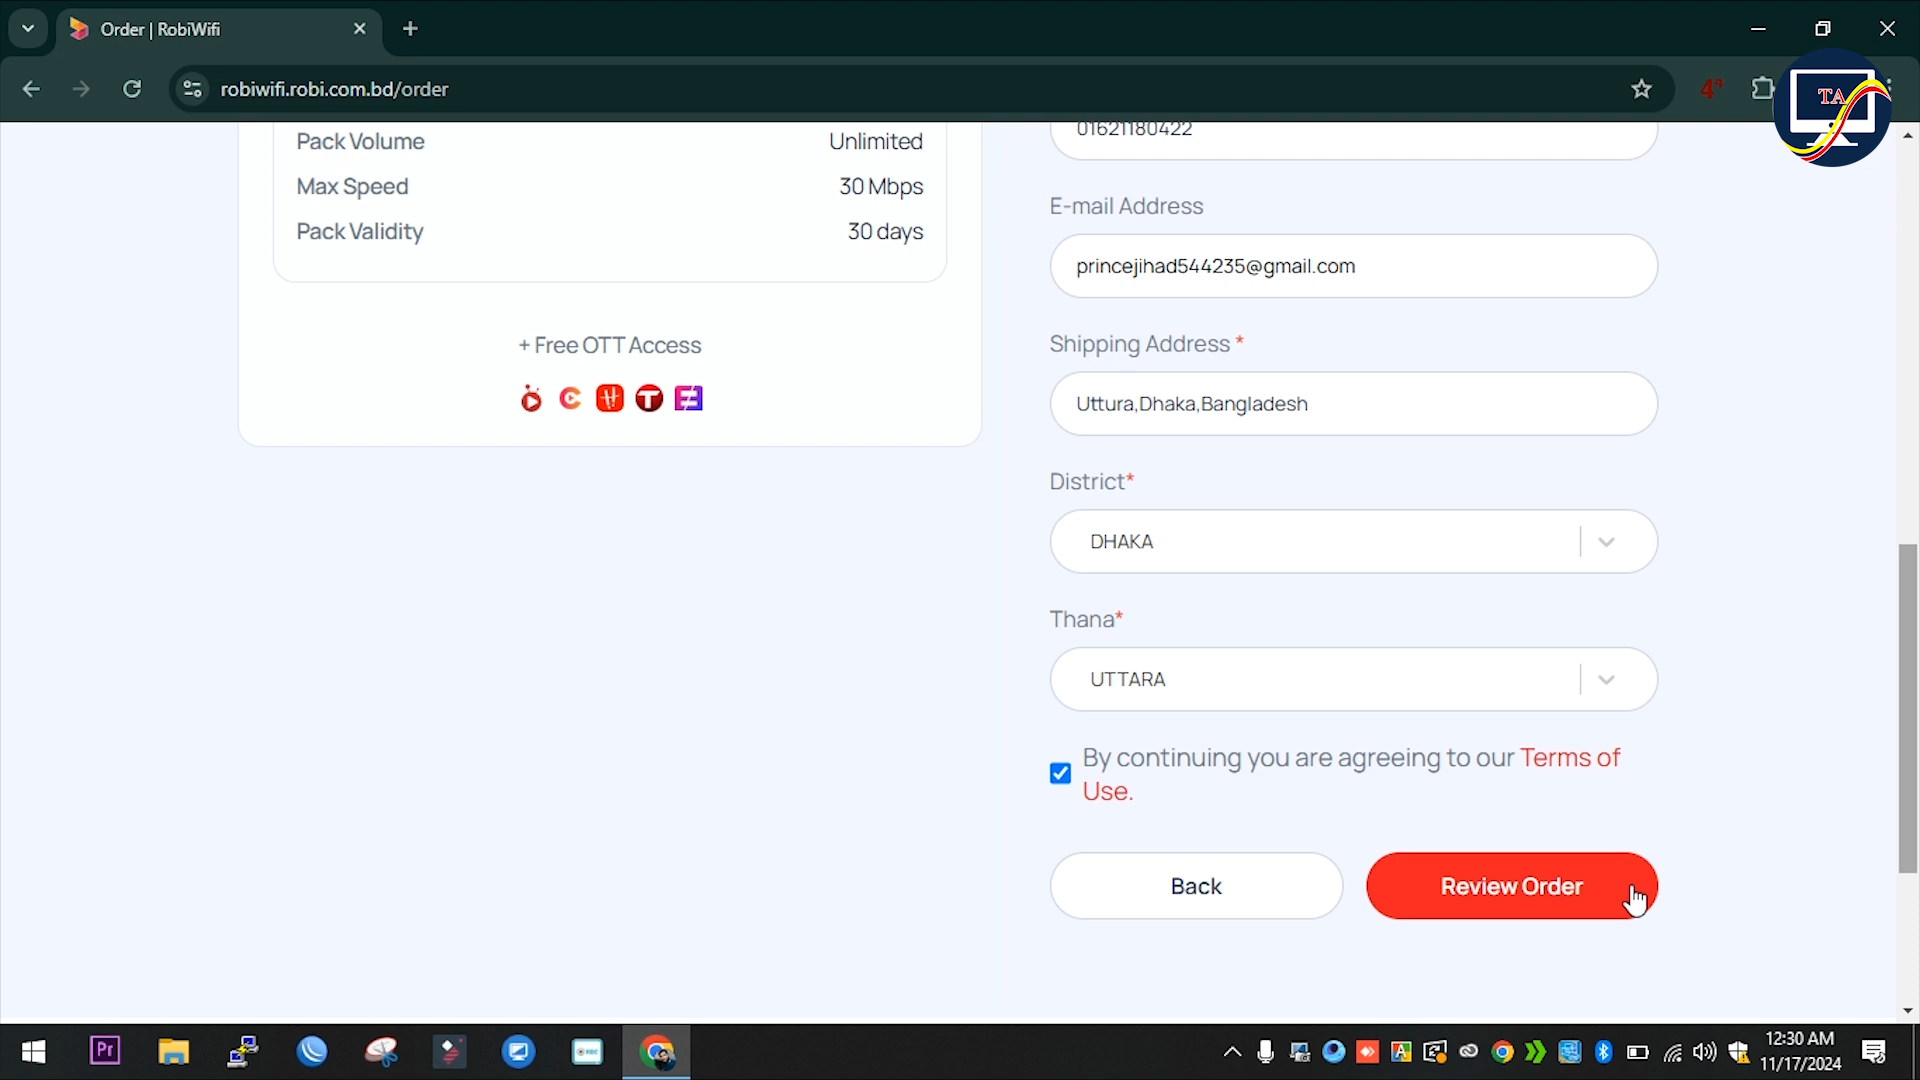 Order | RobiWifi
robiwifi.robi.com.bd/order
TA
Pack Volume Unlimited
Max Speed 30 Mbps
Pack Validity 30 days
+ Free OTT Access
01621180422
E-mail Address
princejihad544235@gmail.com
Shipping Address *
Uttura,Dhaka,Bangladesh
District*
DHAKA
Thana*
UTTARA
By continuing you are agreeing to our Terms of
Use.
Back
Review Order
Pr
REC
12:30 AM
11/17/2024